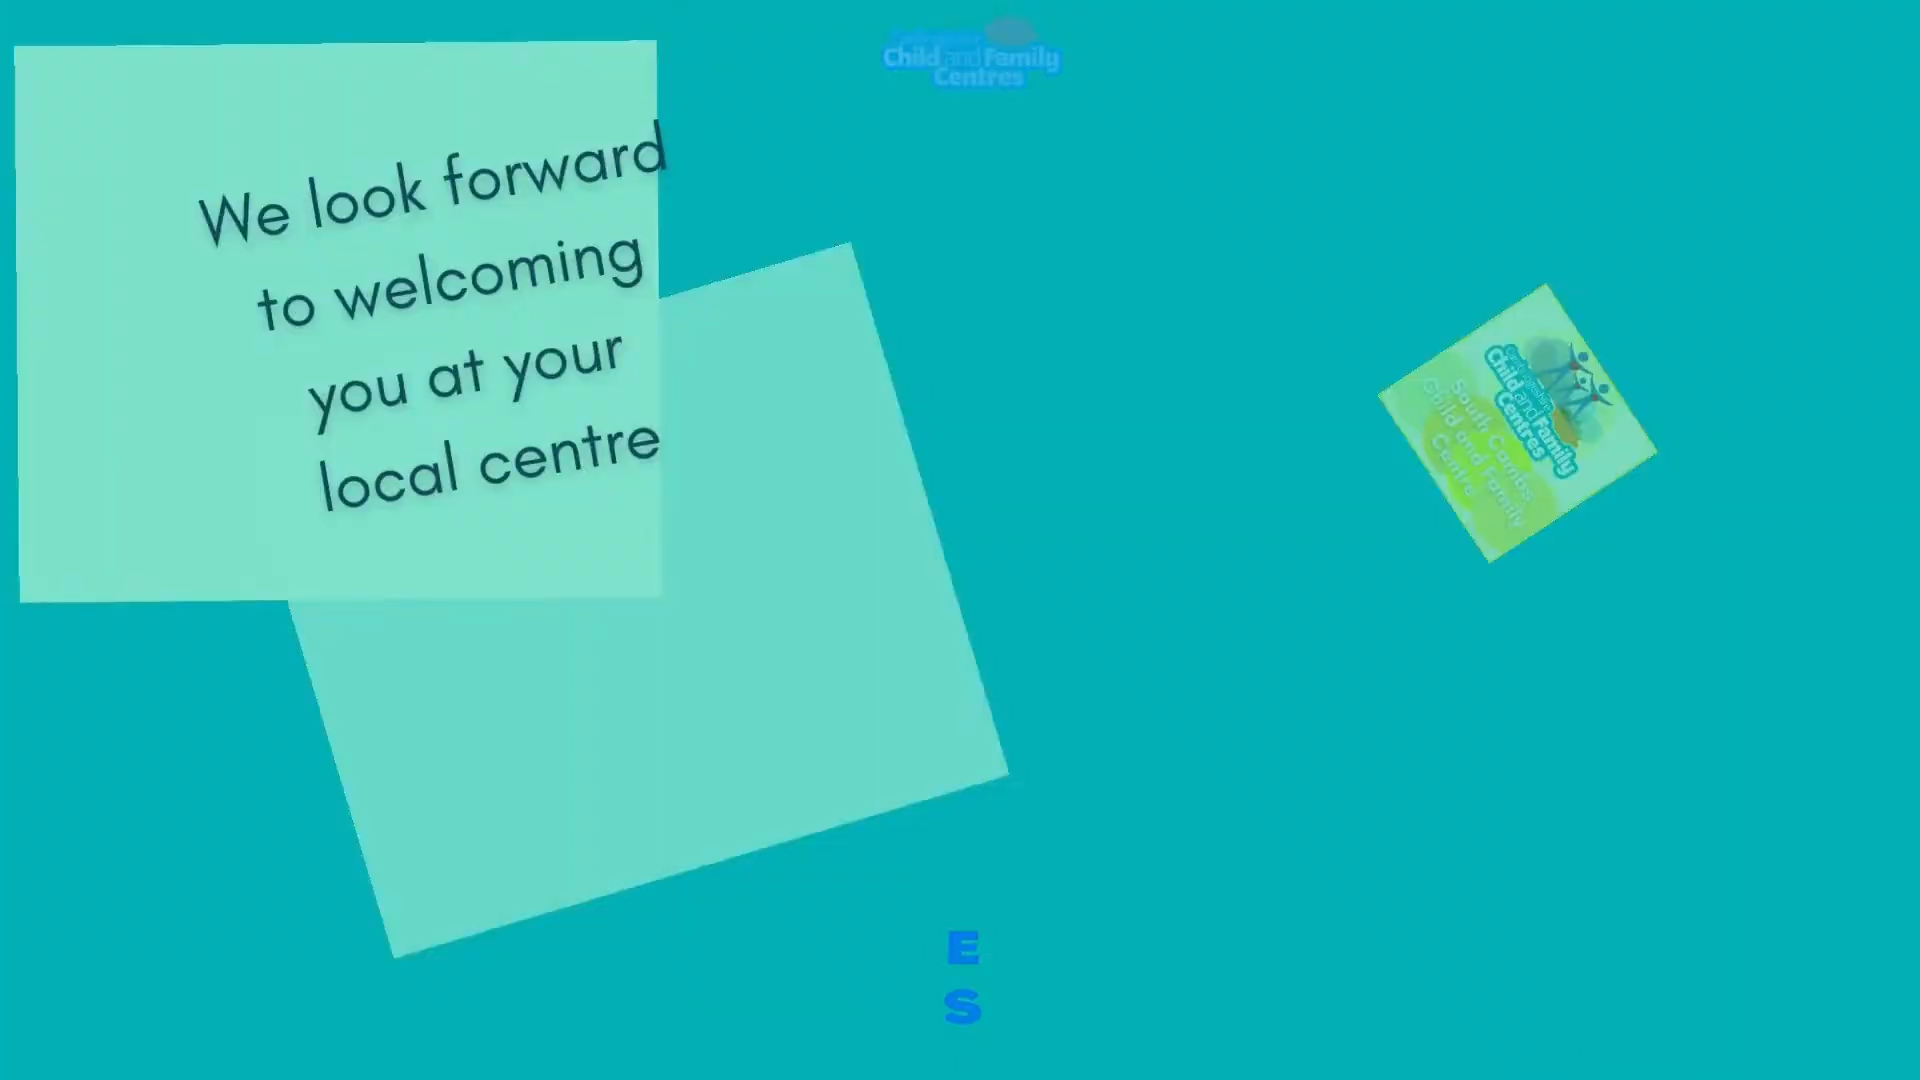 Child and Family
Centres
We look forward
to welcoming
you at your
local centre
Cambridgeshire
Child and Family
Centres
South Cambs
Child and Family
Centre
E
S